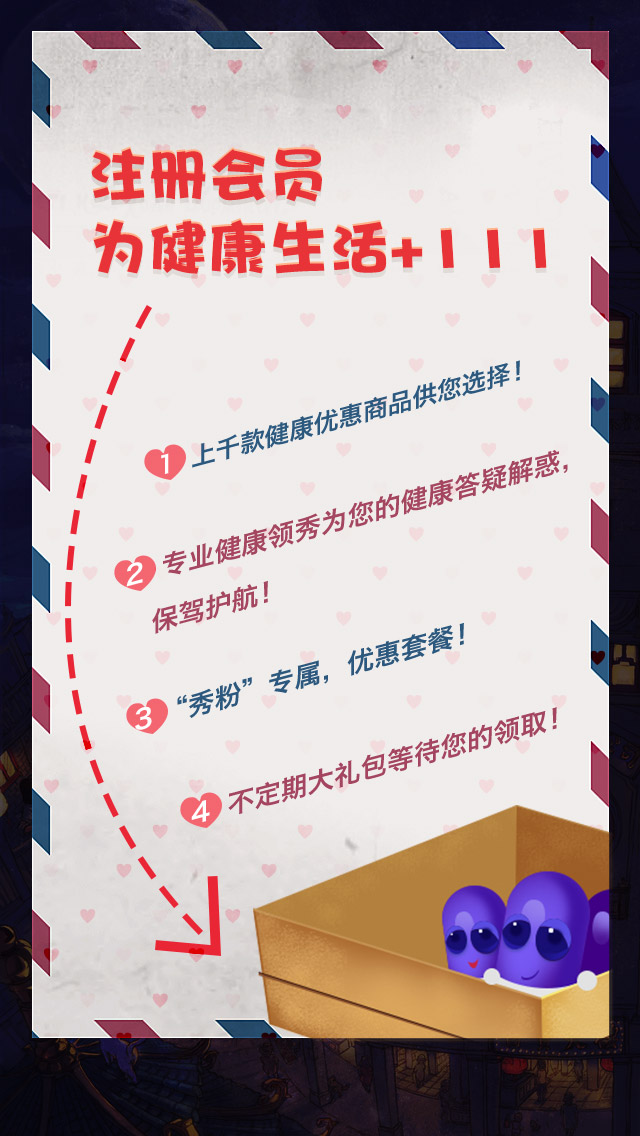 注册会员
为健康生活+111
1 上千款健康优惠商品供您选择!
2 专业健康领秀为您的健康答疑解惑,
保驾护航!
3 “秀粉”专属,优惠套餐!
4 不定期大礼包等待您的领取!